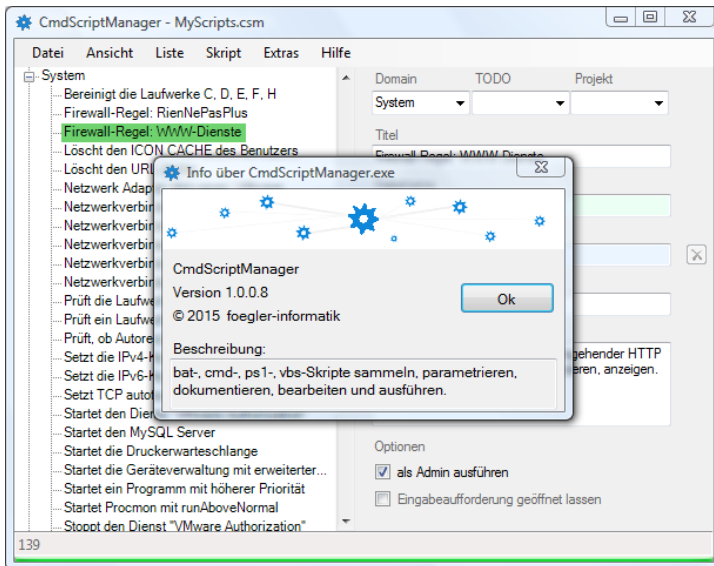 CmdScriptManager - MyScripts.csm
Datei Ansicht Liste Skript Extras Hilfe
System
Bereinigt die Laufwerke C, D, E, F, H
Firewall-Regel: RienNePasPlus
Firewall-Regel: WWW-Dienste
Löscht den ICON CACHE des Benutzers
Löscht den URL
Netzwerk Adap
Netzwerkverbin
Netzwerkverbin
Netzwerkverbin
Netzwerkverbin
Netzwerkverbin
Prüft die Laufwe
Prüft ein Laufwe
Prüft, ob Autore
Setzt die IPv4-K
Setzt die IPv6-K
Setzt TCP autot
Startet den Dien
Startet den MySQL Server
Startet die Druckerwarteschlange
Startet die Geräteverwaltung mit erweiterter...
Startet ein Programm mit höherer Priorität
Startet Procmon mit runAboveNormal
Stoppt den Dienst "VMware Authorization"
Domain TODO Projekt
System
Titel
Firewall-Regel: WWW-Dienste
gehender HTTP
eren, anzeigen.
Optionen
als Admin ausführen
Eingabeaufforderung geöffnet lassen
139
Info über CmdScriptManager.exe
CmdScriptManager
Version 1.0.0.8
© 2015 foegler-informatik
Ok
Beschreibung:
bat-, cmd-, ps1-, vbs-Skripte sammeln, parametrieren,
dokumentieren, bearbeiten und ausführen.